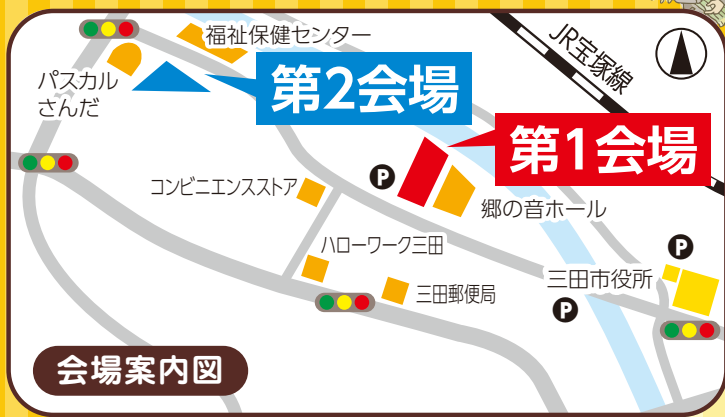 福祉保健センター
JR宝塚線
パスカル
さんだ
第2会場
第1会場
P
コンビニエンスストア
郷の音ホール
ハローワーク三田
P
三田市役所
三田郵便局
P
会場案内図